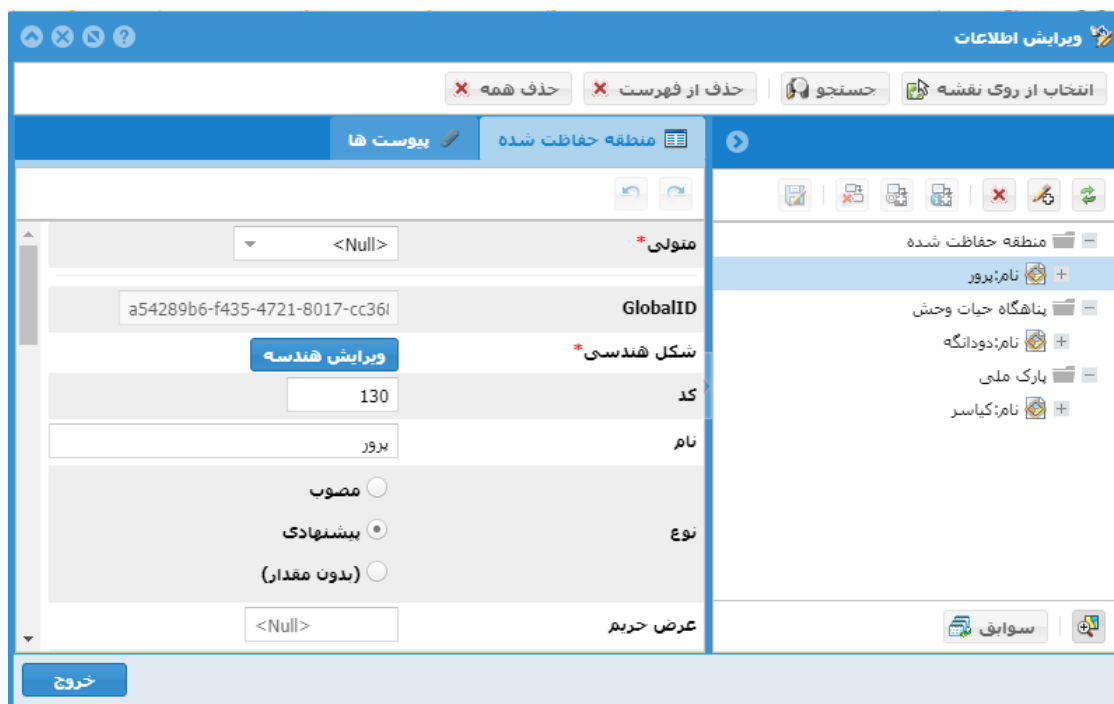 ویرایش اطلاعات
انتخاب از روی نقشه جستجو حذف از فهرست حذف همه
منطقه حفاظت شده پیوست ها
منطقه حفاظت شده
نام:پرور
پناهگاه حیات وحش
نام:دودانگه
پارک ملی
نام:کیاسر
سوابق
متولی* <Null>
GlobalID a54289b6-f435-4721-8017-cc36
شکل هندسی* ویرایش هندسه
کد 130
نام پرور
نوع
مصوب
پیشنهادی
(بدون مقدار)
عرض حریم <Null>
خروج